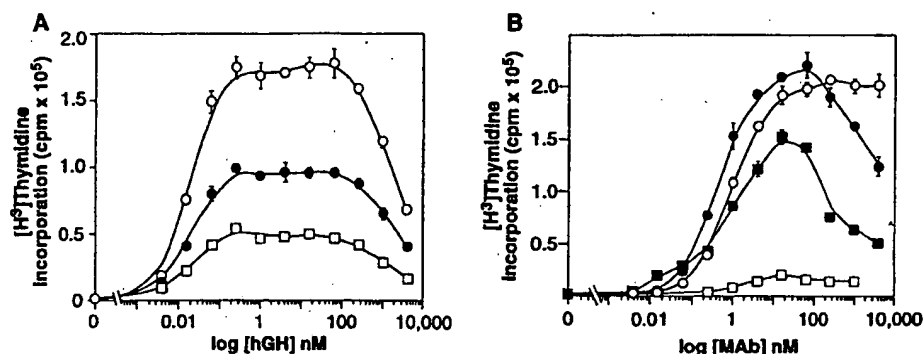 A
[H³]Thymidine
Incorporation (cpm x 10⁵)
2.0
1.5
1.0
0.5
0
0
0.01
1
100
10,000
log [hGH] nM
B
[H³]Thymidine
Incorporation (cpm x 10⁵)
2.0
1.5
1.0
0.5
0
0.01
1
100
10,000
log [MAb] nM